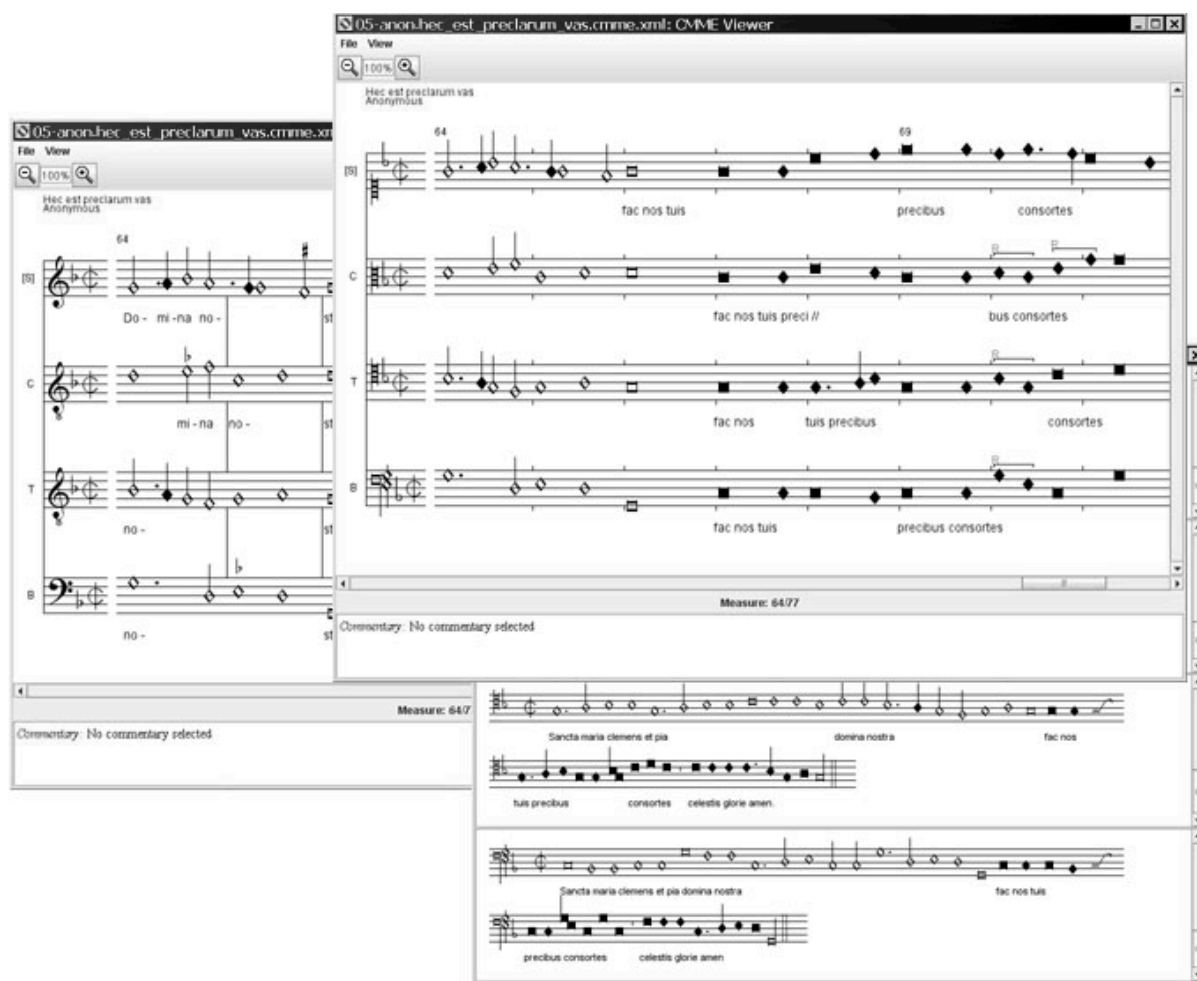 05-anon.hec_est_preclarum_vas.cmme.xml: CMME Viewer
File View
100%
Hec est preclarum vas
Anonymous
64 69
[S]
fac nos tuis precibus consortes
C
fac nos tuis preci // bus consortes
T
fac nos tuis precibus consortes
B
fac nos tuis precibus consortes
Measure: 64/77
Commentary: No commentary selected
05-anon.hec_est_preclarum_vas.cmme.xm
File View
100%
Hec est preclarum vas
Anonymous
64
[S]
Do - mi -na no - st
C
mi - na no - st
T
no - st
B
no - st
Measure: 64/7
Commentary: No commentary selected
Sancta maria clemens et pia domina nostra fac nos
tuis precibus consortes celestis glorie amen.
Sancta maria clemens et pia domina nostra fac nos tuis
precibus consortes celestis glorie amen